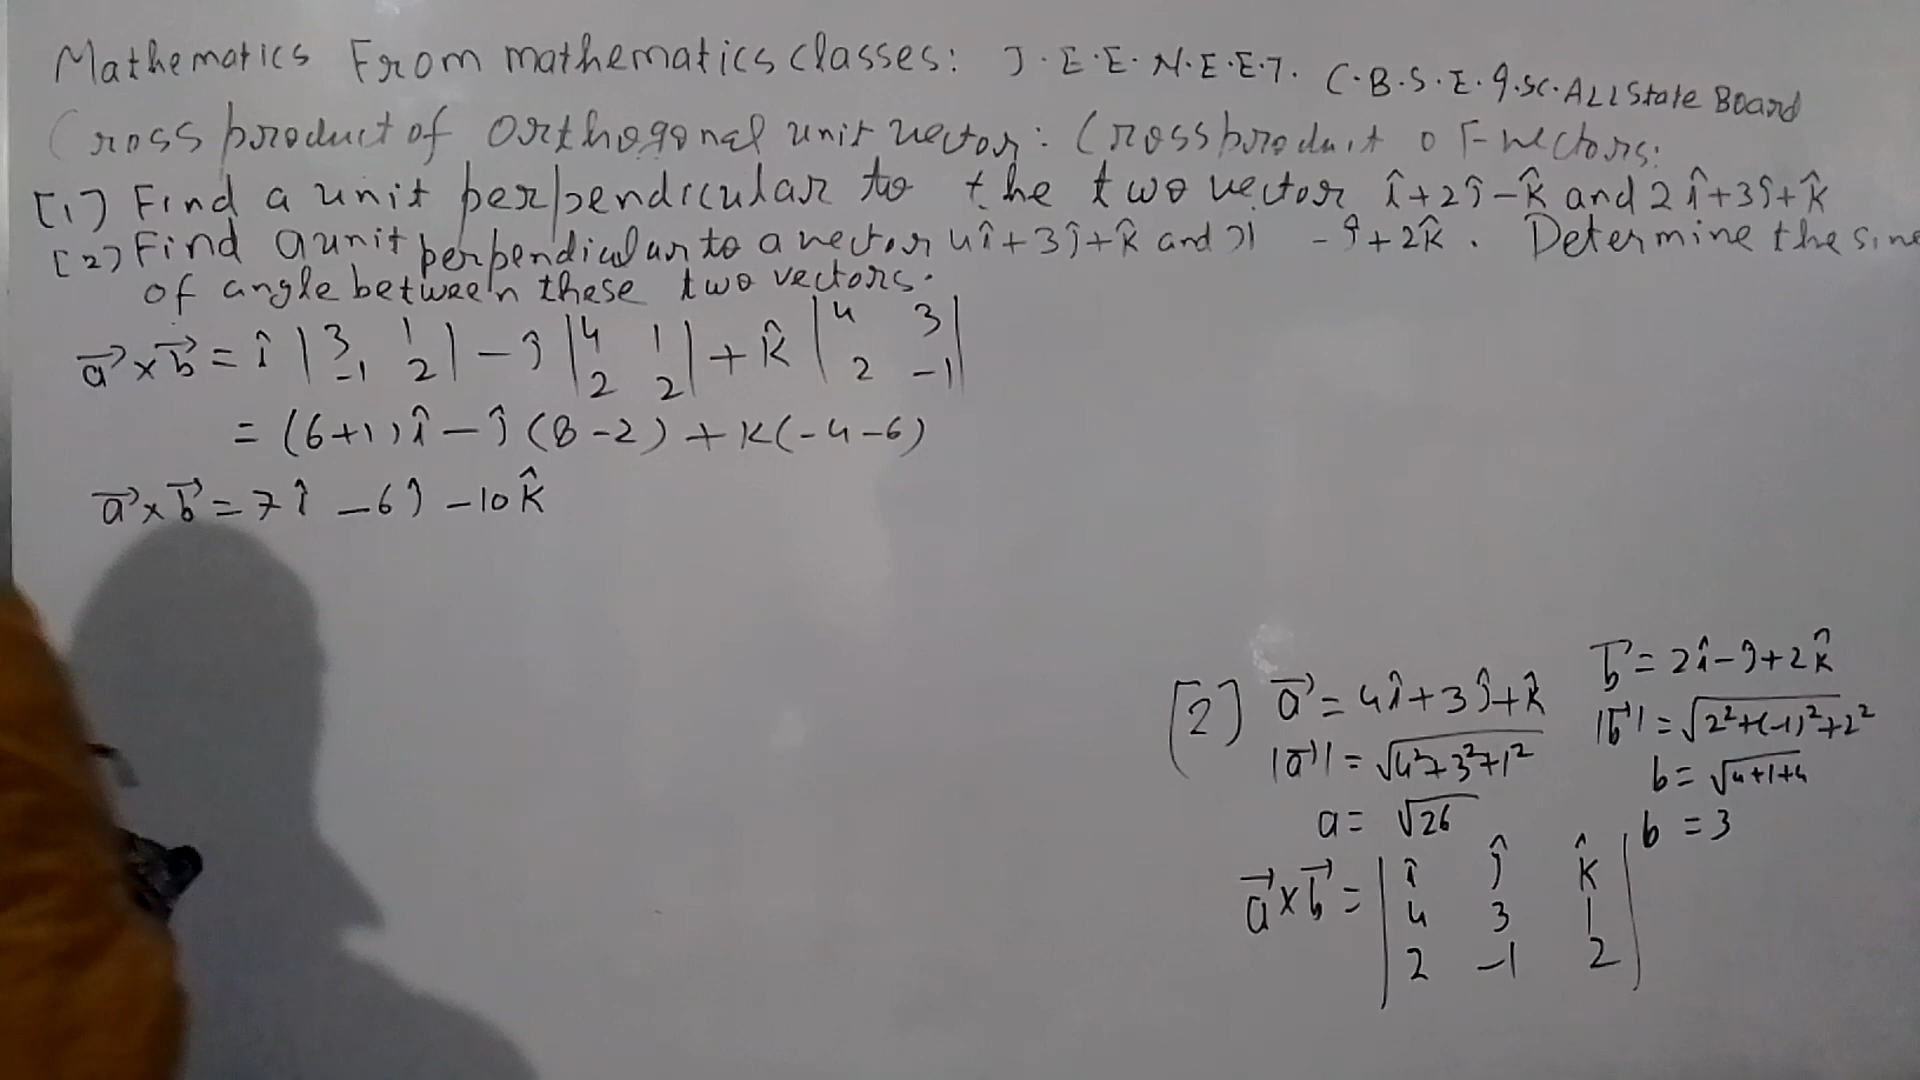 Mathematics From mathematics classes: J.E.E. N.E.E.T. C.B.S.E. I.SC. ALL State Board
Cross product of orthogonal unit vector: Cross product oF vectors:
[1] Find a unit perpendicular to the two vector î+2ĵ-k̂ and 2î+3ĵ+k̂
[2] Find a unit perpendicular to a vector 4î+3ĵ+k̂ and 2î -ĵ+2k̂. Determine the sine
of angle between these two vectors.
a⃗×b⃗ = î |3 1; -1 2| - ĵ |4 1; 2 2| + k̂ |4 3; 2 -1|
= (6+1)î - ĵ(8-2) + k(-4-6)
a⃗×b⃗ = 7î -6ĵ -10k̂
[2] a⃗ = 4î+3ĵ+k̂
|a⃗| = √4²+3²+1²
a = √26
b⃗ = 2î-ĵ+2k̂
|b⃗| = √2²+(-1)²+2²
b = √4+1+4
b = 3
a⃗×b⃗ = | î ĵ k̂ |
4 3 1
2 -1 2